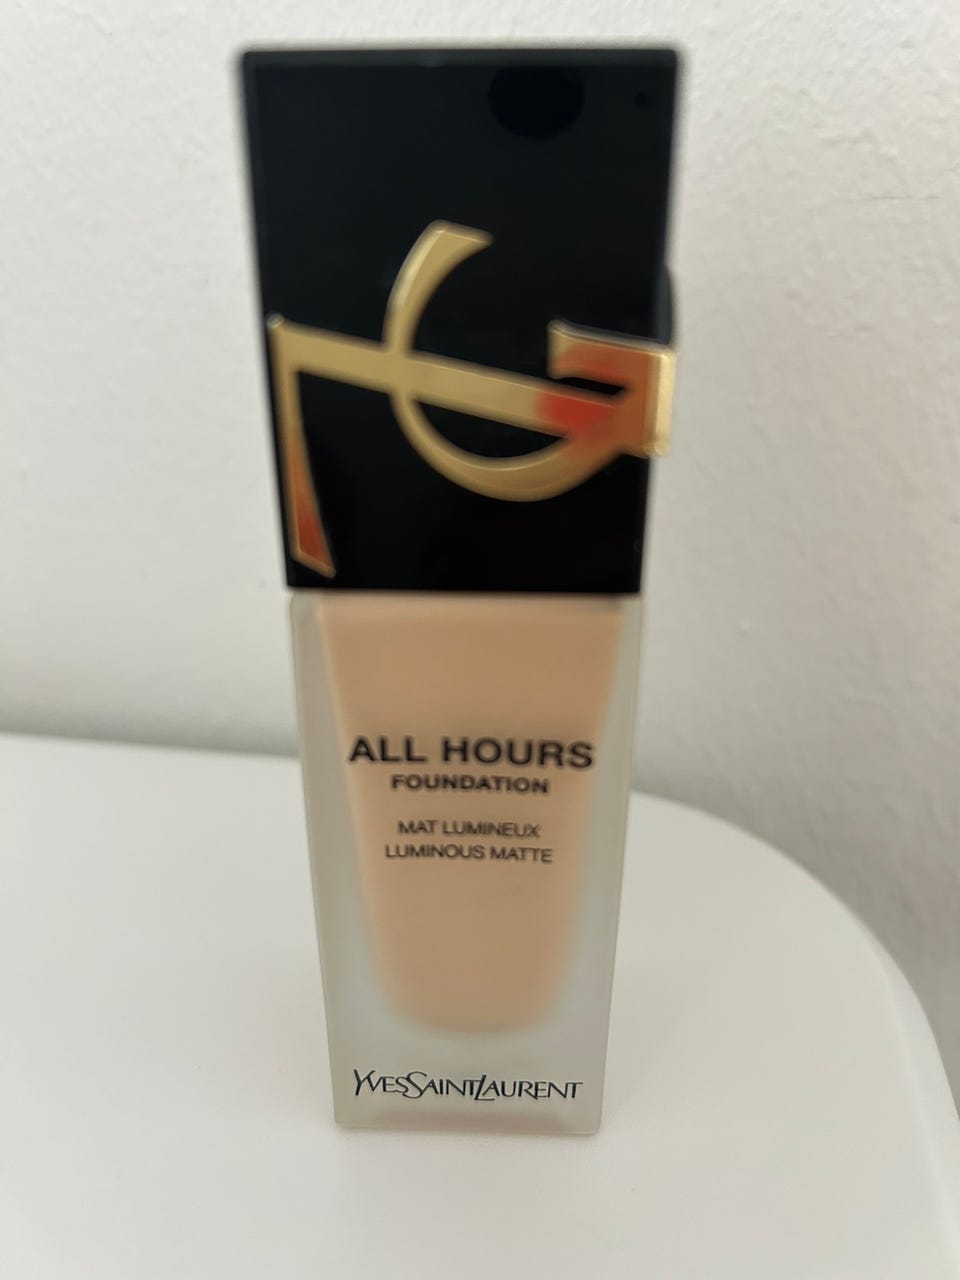 ALL HOURS
FOUNDATION
MAT LUMINEUX
LUMINOUS MATTE
YVESSAINTLAURENT